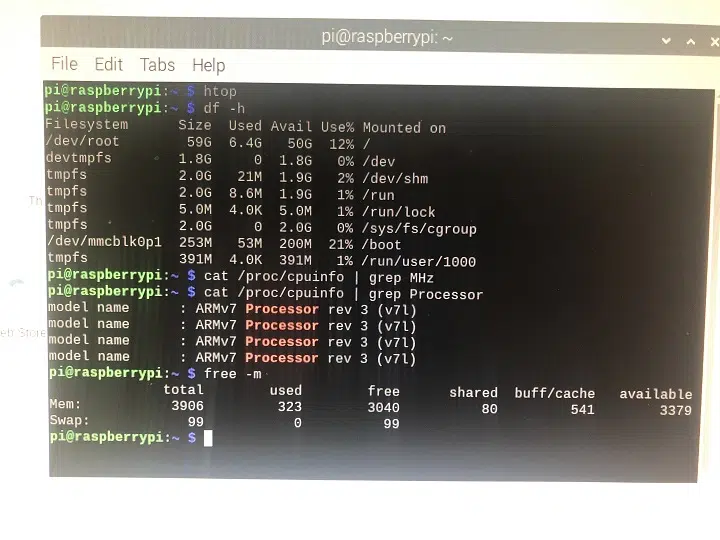 pi@raspberrypi: ~
File Edit Tabs Help
pi@raspberrypi:~ $ htop
pi@raspberrypi:~ $ df -h
Filesystem Size Used Avail Use% Mounted on
/dev/root 59G 6.4G 50G 12% /
devtmpfs 1.8G 0 1.8G 0% /dev
tmpfs 2.0G 21M 1.9G 2% /dev/shm
tmpfs 2.0G 8.6M 1.9G 1% /run
tmpfs 5.0M 4.0K 5.0M 1% /run/lock
tmpfs 2.0G 0 2.0G 0% /sys/fs/cgroup
/dev/mmcblk0p1 253M 53M 200M 21% /boot
tmpfs 391M 4.0K 391M 1% /run/user/1000
pi@raspberrypi:~ $ cat /proc/cpuinfo | grep MHz
pi@raspberrypi:~ $ cat /proc/cpuinfo | grep Processor
model name : ARMv7 Processor rev 3 (v7l)
model name : ARMv7 Processor rev 3 (v7l)
model name : ARMv7 Processor rev 3 (v7l)
model name : ARMv7 Processor rev 3 (v7l)
pi@raspberrypi:~ $ free -m
total used free shared buff/cache available
Mem: 3906 323 3040 80 541 3379
Swap: 99 0 99
pi@raspberrypi:~ $
Store